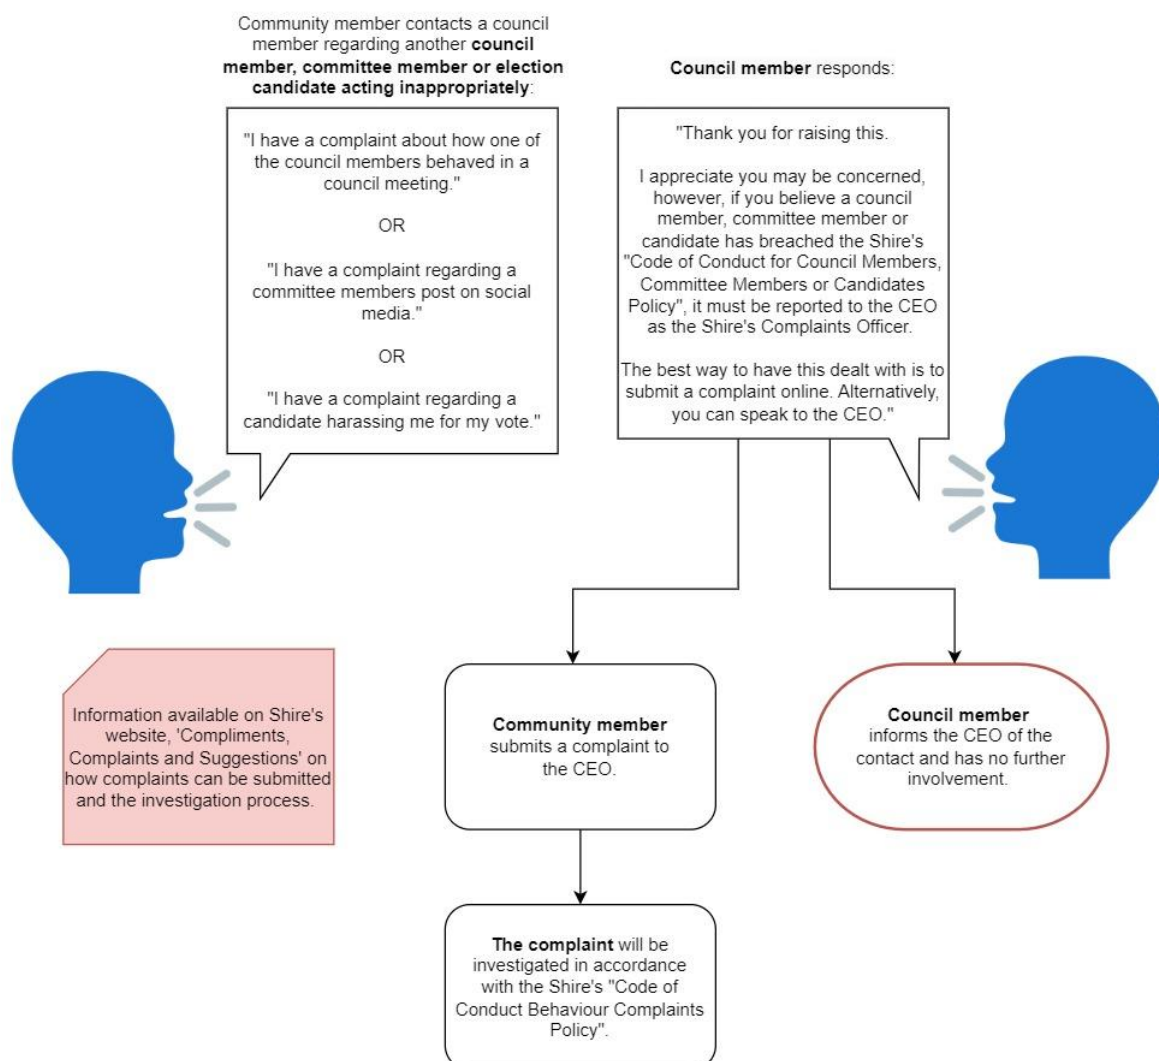 Community member contacts a council
member regarding another council
member, committee member or election
candidate acting inappropriately:
"I have a complaint about how one of
the council members behaved in a
council meeting."
OR
"I have a complaint regarding a
committee members post on social
media."
OR
"I have a complaint regarding a
candidate harassing me for my vote."
Council member responds:
"Thank you for raising this.
I appreciate you may be concerned,
however, if you believe a council
member, committee member or
candidate has breached the Shire's
"Code of Conduct for Council Members,
Committee Members or Candidates
Policy", it must be reported to the CEO
as the Shire's Complaints Officer.
The best way to have this dealt with is to
submit a complaint online. Alternatively,
you can speak to the CEO."
Information available on Shire's
website, 'Compliments,
Complaints and Suggestions' on
how complaints can be submitted
and the investigation process.
Community member
submits a complaint to
the CEO.
Council member
informs the CEO of the
contact and has no further
involvement.
The complaint will be
investigated in accordance
with the Shire's "Code of
Conduct Behaviour Complaints
Policy".